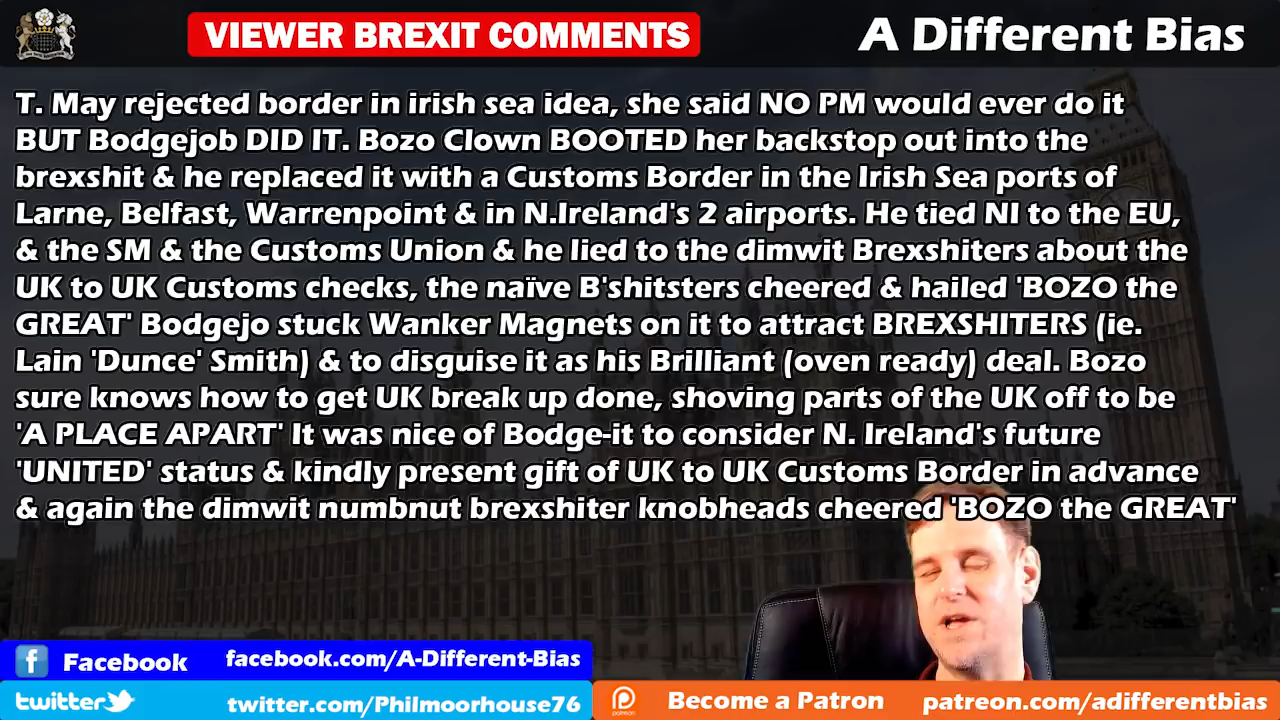 VIEWER BREXIT COMMENTS
A Different Bias
T. May rejected border in irish sea idea, she said NO PM would ever do it
BUT Bodgejob DID IT. Bozo Clown BOOTED her backstop out into the
brexshit & he replaced it with a Customs Border in the Irish Sea ports of
Larne, Belfast, Warrenpoint & in N.Ireland's 2 airports. He tied NI to the EU,
& the SM & the Customs Union & he lied to the dimwit Brexshiters about the
UK to UK Customs checks, the naïve B'shitsters cheered & hailed 'BOZO the
GREAT' Bodgejo stuck Wanker Magnets on it to attract BREXSHITERS (ie.
Lain 'Dunce' Smith) & to disguise it as his Brilliant (oven ready) deal. Bozo
sure knows how to get UK break up done, shoving parts of the UK off to be
'A PLACE APART' It was nice of Bodge-it to consider N. Ireland's future
'UNITED' status & kindly present gift of UK to UK Customs Border in advance
& again the dimwit numbnut brexshiter knobheads cheered 'BOZO the GREAT'
f Facebook facebook.com/A-Different-Bias
twitter twitter.com/Philmoorhouse76
Become a Patron patreon.com/adifferentbias